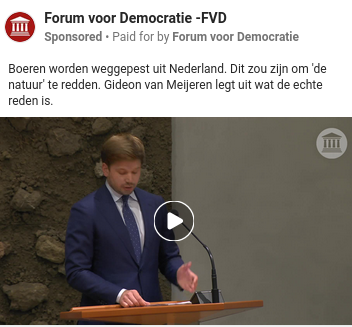 Forum voor Democratie -FVD
Sponsored • Paid for by Forum voor Democratie
Boeren worden weggepest uit Nederland. Dit zou zijn om 'de
natuur' te redden. Gideon van Meijeren legt uit wat de echte
reden is.